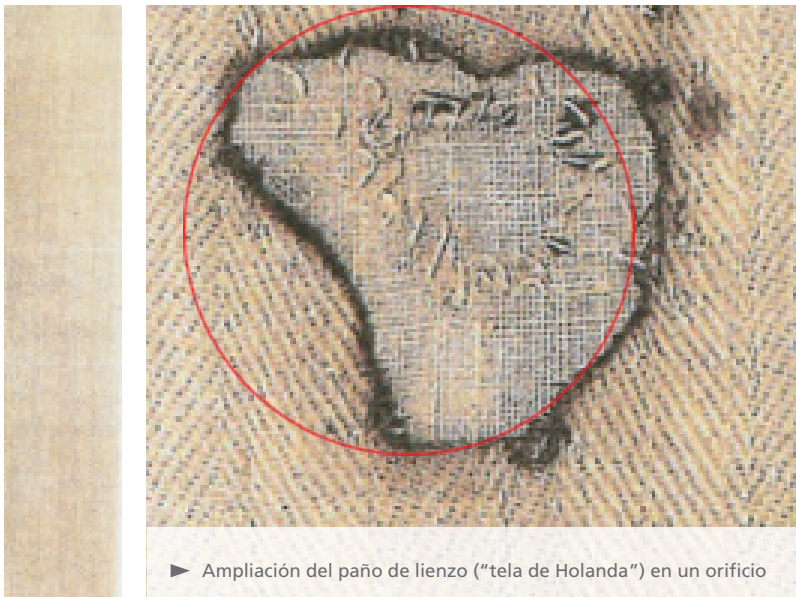 ► Ampliación del paño de lienzo (“tela de Holanda”) en un orificio